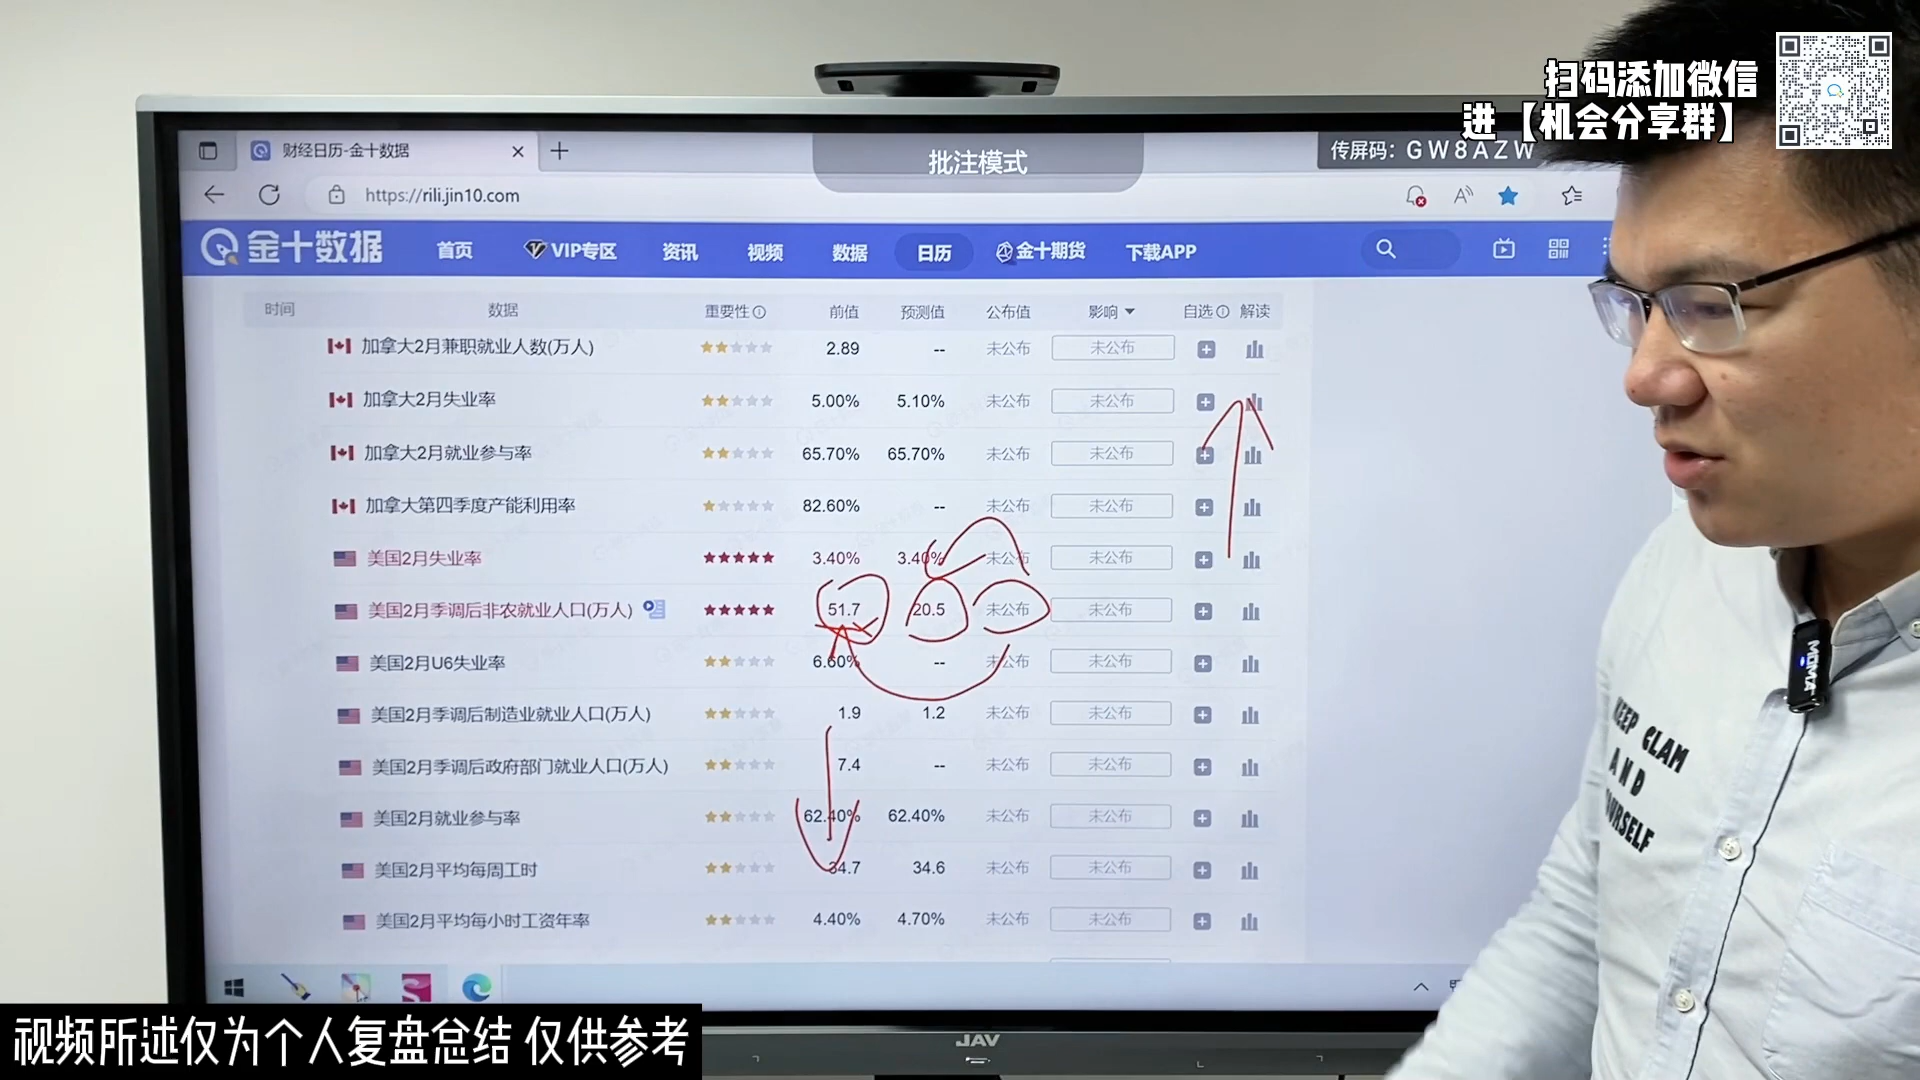 扫码添加微信
进【机会分享群】
财经日历-金十数据
批注模式
传屏码: GW8AZW
https://rili.jin10.com
金十数据 首页 VIP专区 资讯 视频 数据 日历 金十期货 下载APP
时间 数据 重要性 前值 预测值 公布值 影响 自选 解读
加拿大2月兼职就业人数(万人) 2.89 -- 未公布 未公布
加拿大2月失业率 5.00% 5.10% 未公布 未公布
加拿大2月就业参与率 65.70% 65.70% 未公布 未公布
加拿大第四季度产能利用率 82.60% -- 未公布 未公布
美国2月失业率 3.40% 3.40% 未公布 未公布
美国2月季调后非农就业人口(万人) 51.7 20.5 未公布 未公布
美国2月U6失业率 6.60% -- 未公布 未公布
美国2月季调后制造业就业人口(万人) 1.9 1.2 未公布 未公布
美国2月季调后政府部门就业人口(万人) 7.4 -- 未公布 未公布
美国2月就业参与率 62.40% 62.40% 未公布 未公布
美国2月平均每周工时 34.7 34.6 未公布 未公布
美国2月平均每小时工资年率 4.40% 4.70% 未公布 未公布
JAV
MOMA
KEEP GLAM
AND
OURSELF
视频所述仅为个人复盘总结 仅供参考